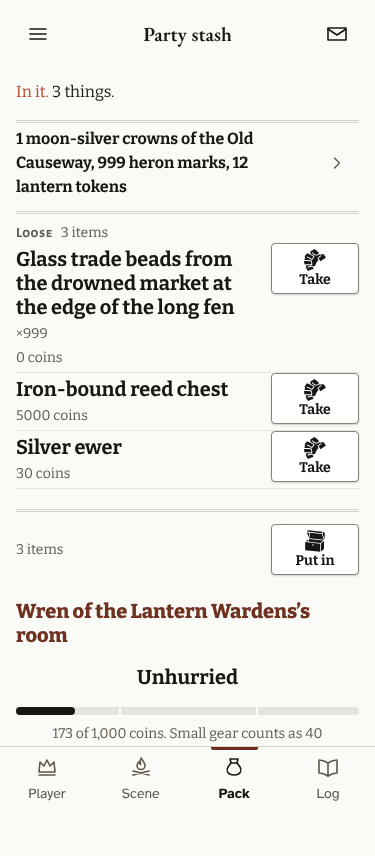 Party stash
In it. 3 things.
1 moon-silver crowns of the Old
Causeway, 999 heron marks, 12
lantern tokens
Loose 3 items
Glass trade beads from
the drowned market at
the edge of the long fen
×999
0 coins
Take
Iron-bound reed chest
5000 coins
Take
Silver ewer
30 coins
Take
3 items
Put in
Wren of the Lantern Wardens’s
room
Unhurried
173 of 1,000 coins. Small gear counts as 40
Player
Scene
Pack
Log